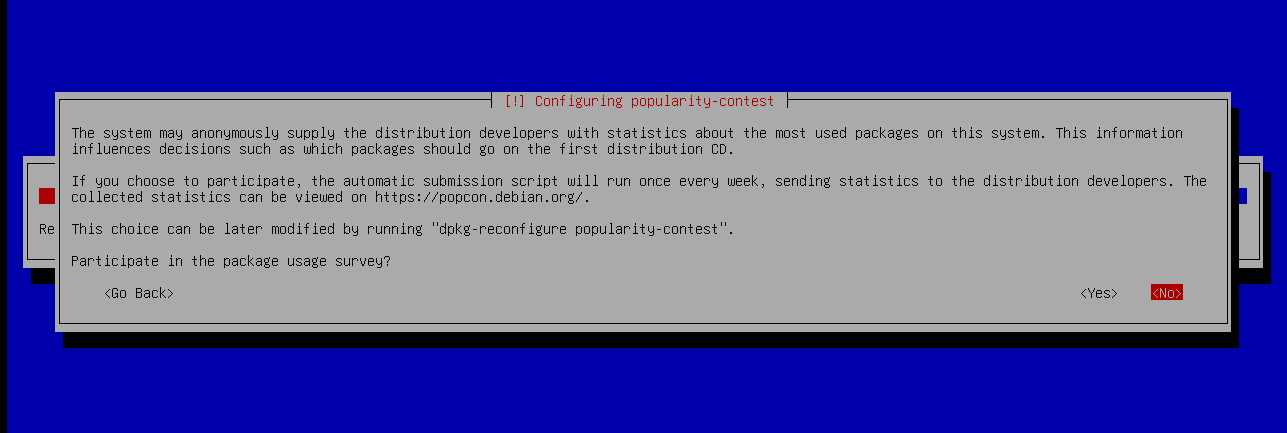 [!] Configuring popularity-contest
The system may anonymously supply the distribution developers with statistics about the most used packages on this system. This information
influences decisions such as which packages should go on the first distribution CD.
If you choose to participate, the automatic submission script will run once every week, sending statistics to the distribution developers. The
collected statistics can be viewed on https://popcon.debian.org/.
Re
This choice can be later modified by running "dpkg-reconfigure popularity-contest".
Participate in the package usage survey?
<Go Back> <Yes> <No>